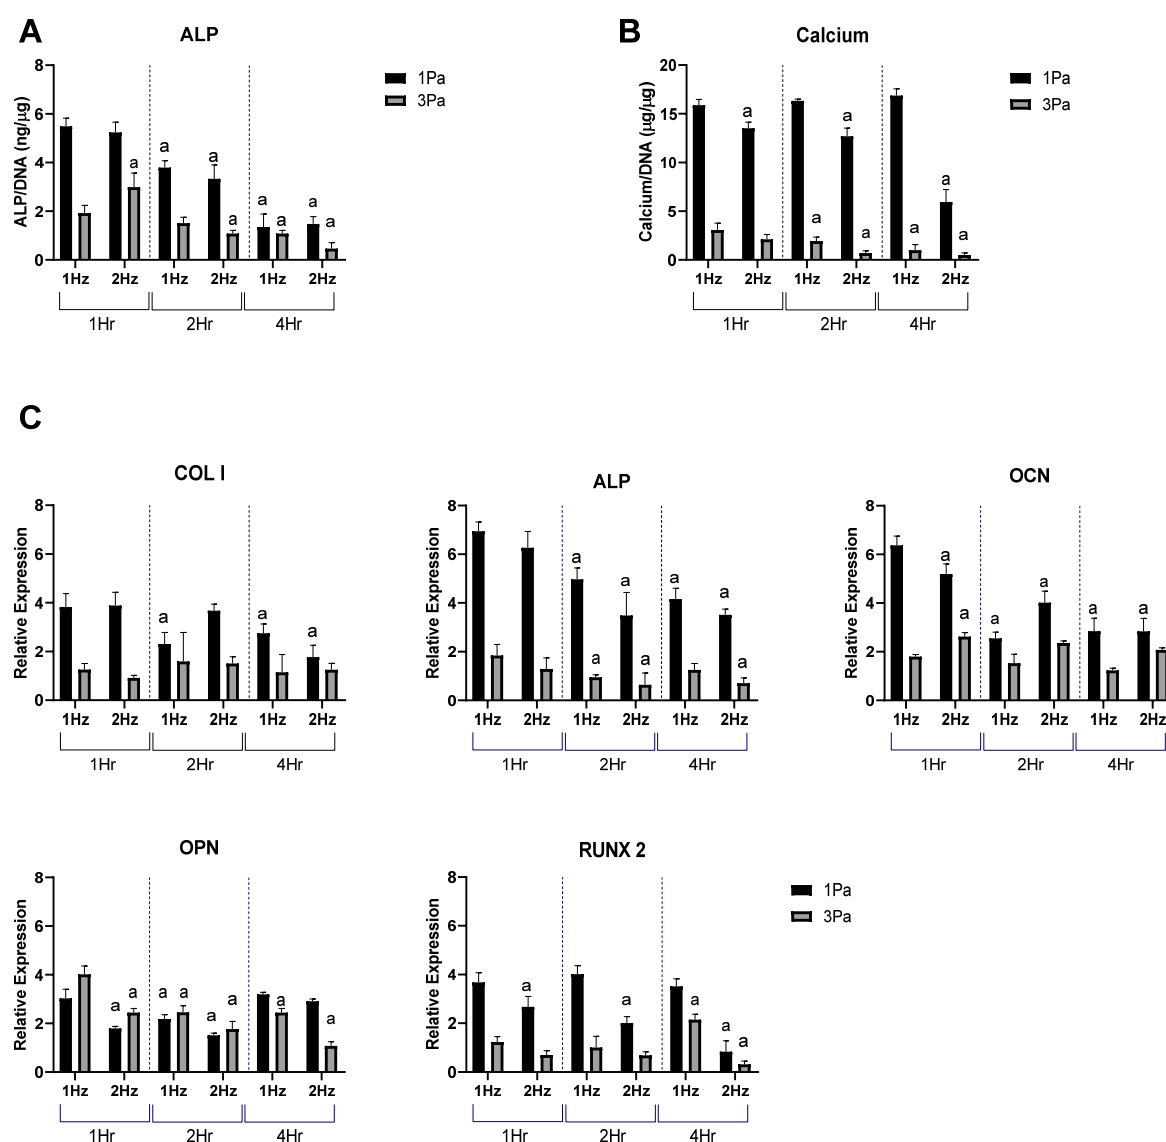 A
ALP
8
6
4
2
0
ALP/DNA (ng/µg)
a a a a a a a a a
1Hz 2Hz 1Hz 2Hz 1Hz 2Hz
1Hr 2Hr 4Hr
1Pa
3Pa
B
Calcium
20
15
10
5
0
Calcium/DNA (µg/µg)
a a a a a a a
1Hz 2Hz 1Hz 2Hz 1Hz 2Hz
1Hr 2Hr 4Hr
1Pa
3Pa
C
COL I
8
6
4
2
0
Relative Expression
a a a
1Hz 2Hz 1Hz 2Hz 1Hz 2Hz
1Hr 2Hr 4Hr
ALP
8
6
4
2
0
Relative Expression
a a a a a a a
1Hz 2Hz 1Hz 2Hz 1Hz 2Hz
1Hr 2Hr 4Hr
OCN
8
6
4
2
0
Relative Expression
a a a a a a
1Hz 2Hz 1Hz 2Hz 1Hz 2Hz
1Hr 2Hr 4Hr
OPN
8
6
4
2
0
Relative Expression
a a a a a a a a
1Hz 2Hz 1Hz 2Hz 1Hz 2Hz
1Hr 2Hr 4Hr
RUNX 2
8
6
4
2
0
Relative Expression
a a a a a
1Hz 2Hz 1Hz 2Hz 1Hz 2Hz
1Hr 2Hr 4Hr
1Pa
3Pa